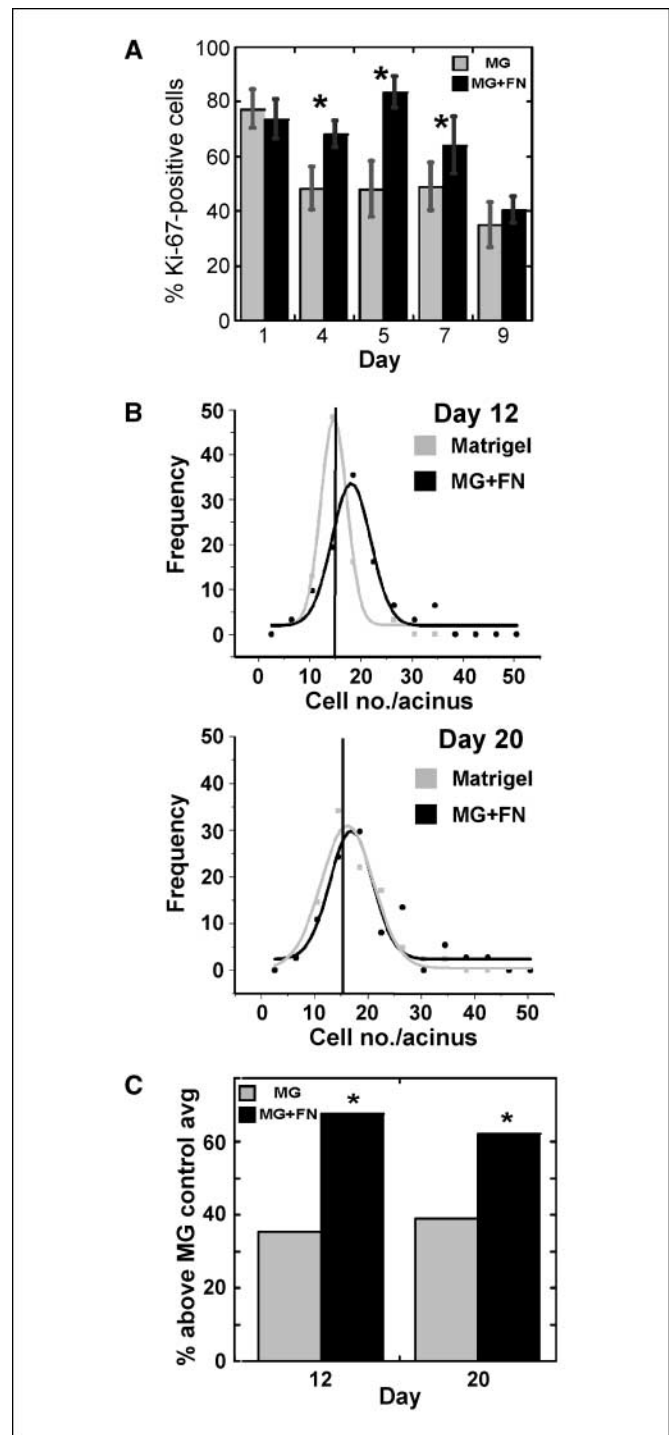 A
100
80
60
40
20
0
% Ki-67-positive cells
MG
MG+FN
*
*
*
1 4 5 7 9
Day
B
Day 12
Matrigel
MG+FN
50
40
30
20
10
0
Frequency
0 10 20 30 40 50
Cell no./acinus
Day 20
Matrigel
MG+FN
50
40
30
20
10
0
Frequency
0 10 20 30 40 50
Cell no./acinus
C
MG
MG+FN
*
*
60
40
20
0
% above MG control avg
12 20
Day